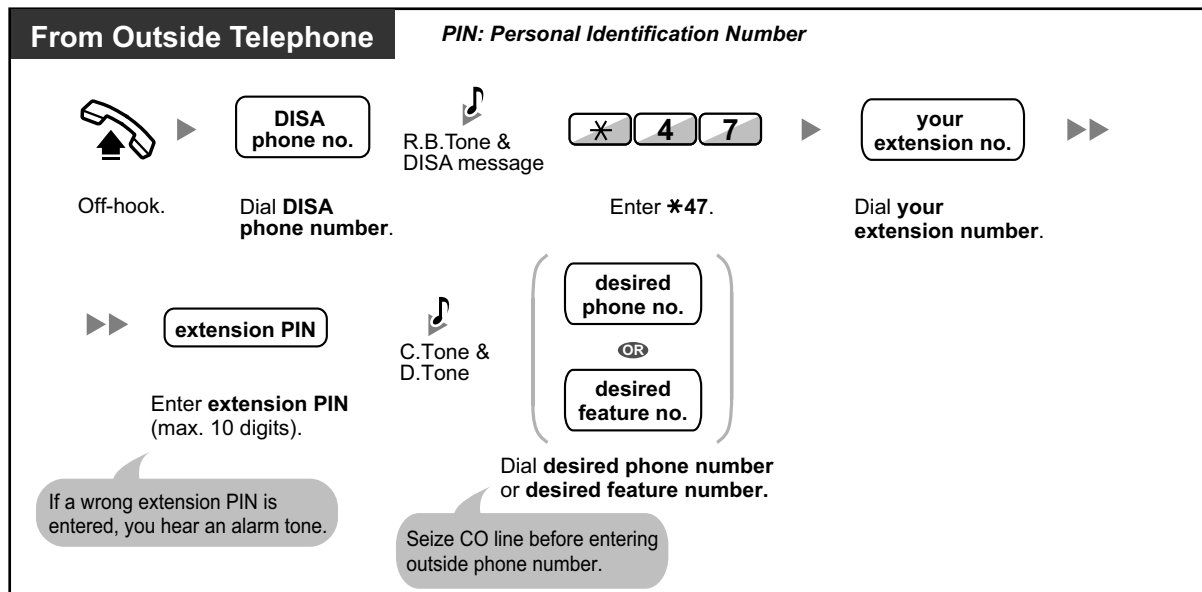 From Outside Telephone
PIN: Personal Identification Number
DISA
phone no.
R.B.Tone &
DISA message
* 4 7
your
extension no.
Off-hook.
Dial DISA
phone number.
Enter *47.
Dial your
extension number.
extension PIN
C.Tone &
D.Tone
desired
phone no.
OR
desired
feature no.
Enter extension PIN
(max. 10 digits).
Dial desired phone number
or desired feature number.
If a wrong extension PIN is
entered, you hear an alarm tone.
Seize CO line before entering
outside phone number.